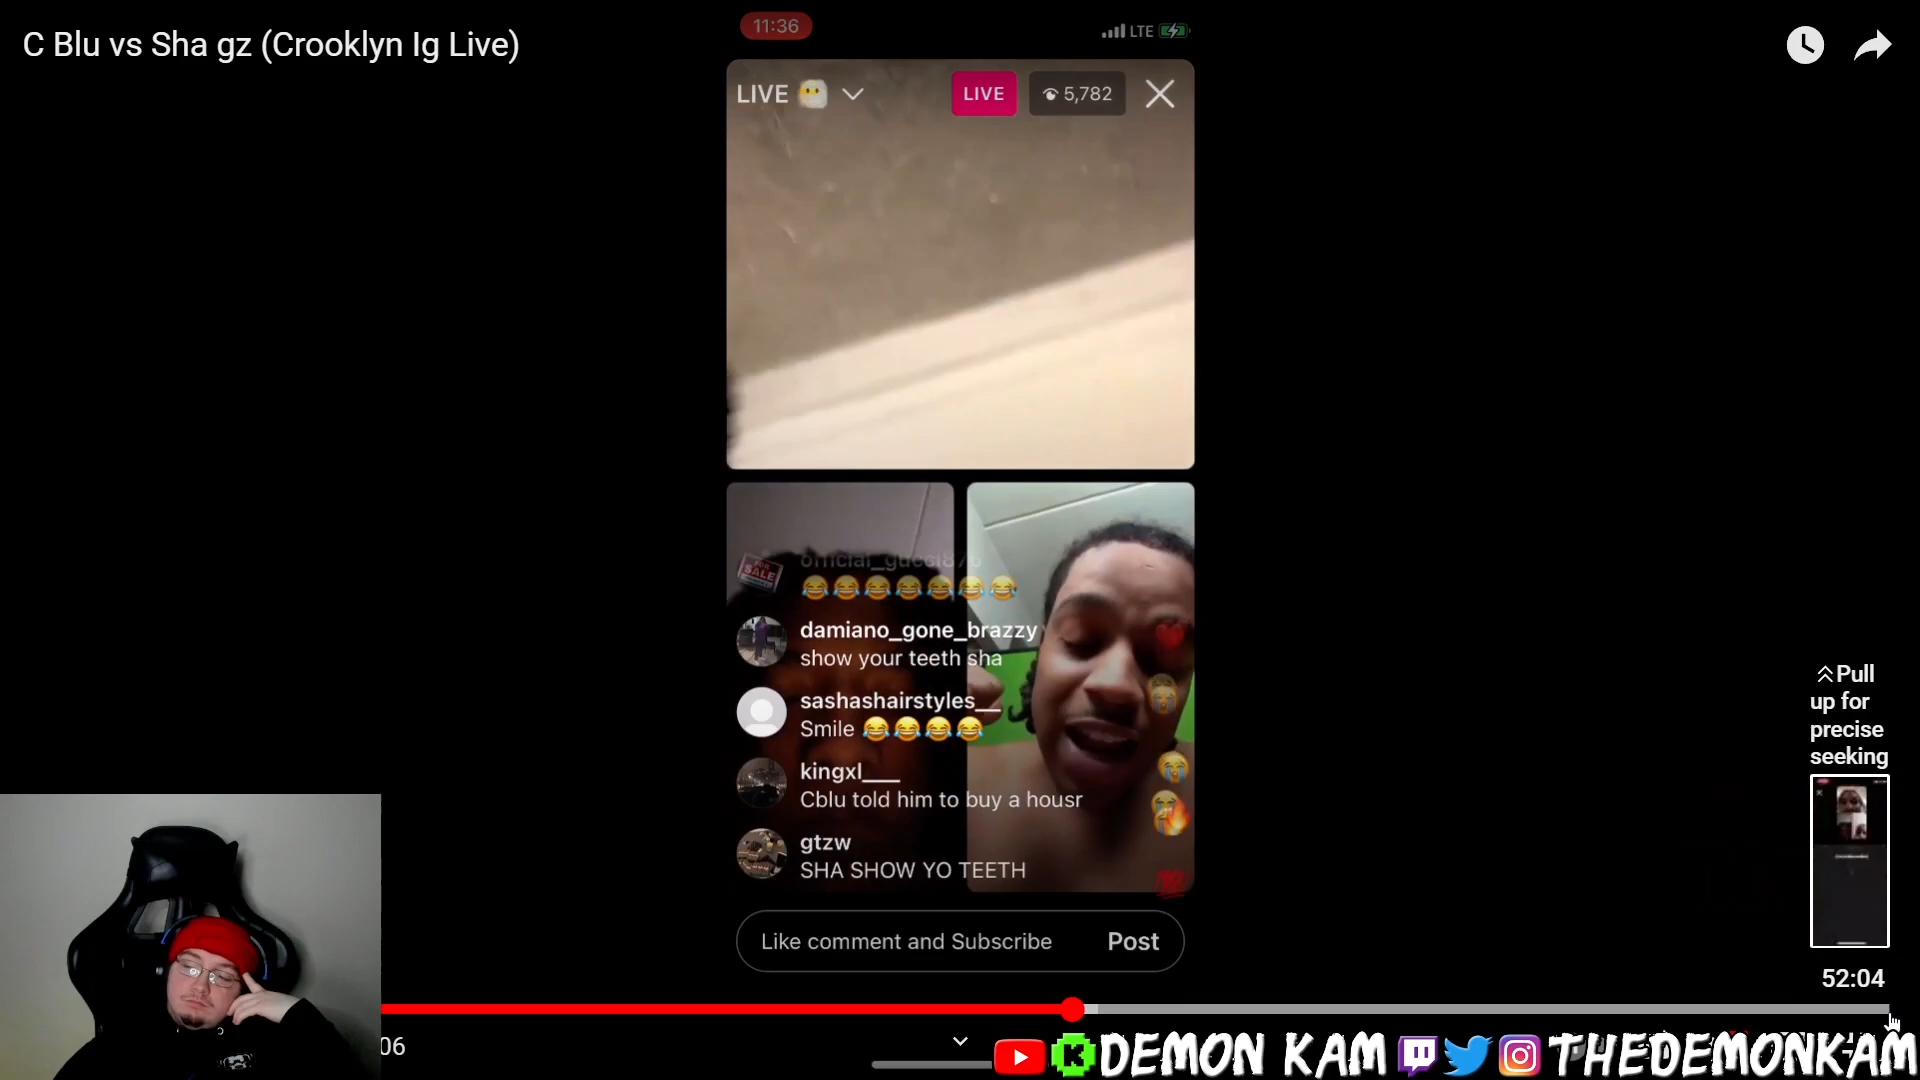 C Blu vs Sha gz (Crooklyn Ig Live)
11:36
LTE
LIVE 😶
LIVE
5,782
FOR SALE
😂😂😂😂😂😂😂
damiano_gone_brazzy
show your teeth sha
sashashairstyles__
Smile 😂😂😂😂
kingxl___
Cblu told him to buy a housr
gtzw
SHA SHOW YO TEETH
Like comment and Subscribe
Post
Pull
up for
precise
seeking
52:04
06
DEMON KAM
THEDEMONKAM